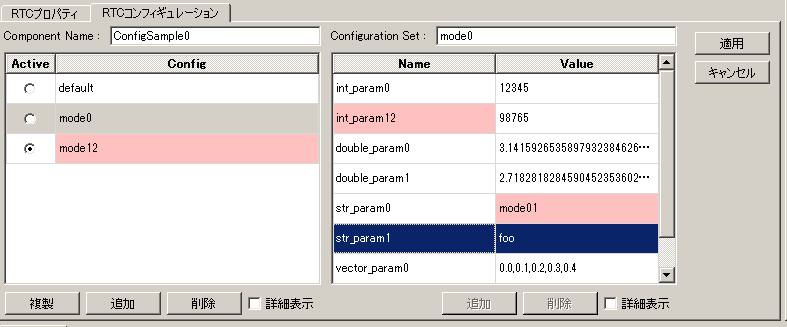 RTCプロパティ RTCコンフィギュレーション
Component Name : ConfigSample0 Configuration Set : mode0 適用
キャンセル
Active Config Name Value
default int_param0 12345
mode0 int_param12 98765
mode12 double_param0 3.1415926535897932384626…
double_param1 2.7182818284590452353602…
str_param0 mode01
str_param1 foo
vector_param0 0.0,0.1,0.2,0.3,0.4
複製 追加 削除 詳細表示 追加 削除 詳細表示